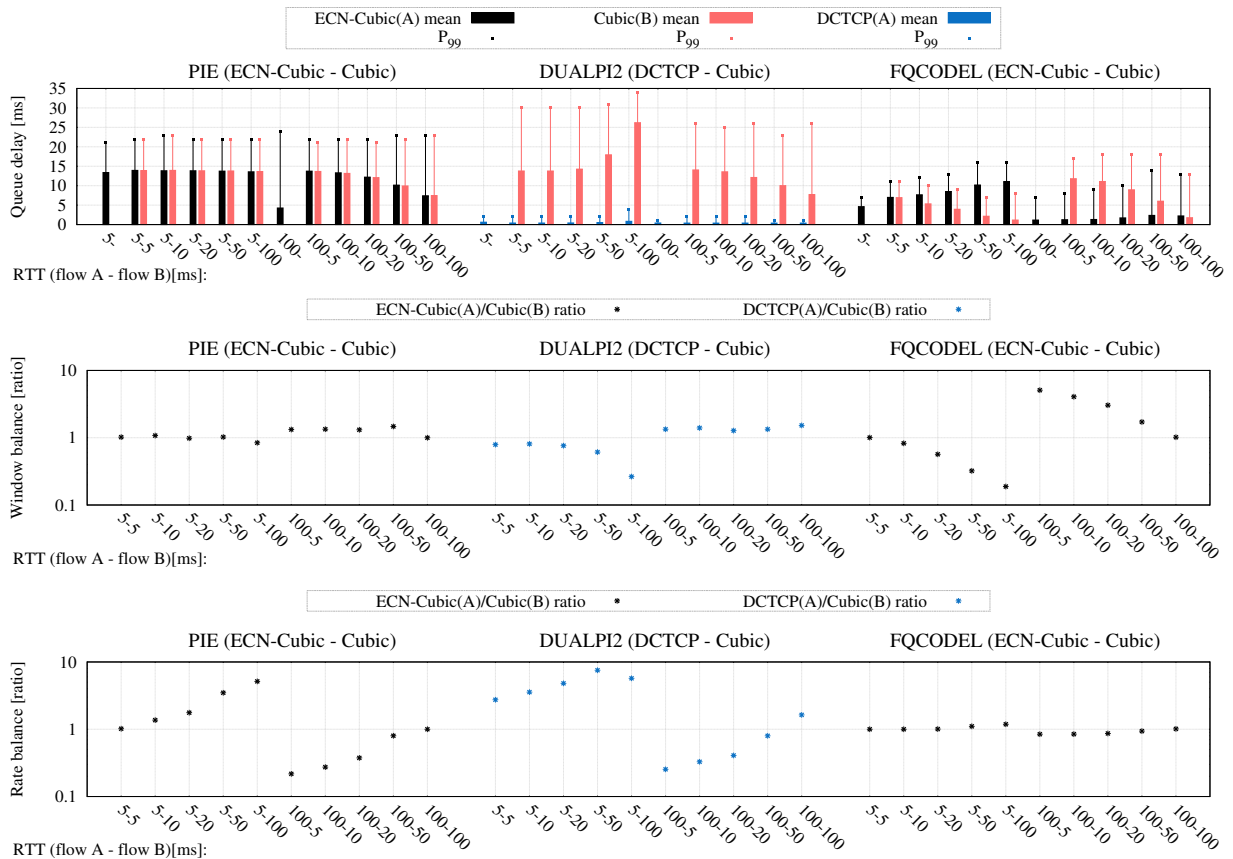 ECN-Cubic(A) mean Cubic(B) mean DCTCP(A) mean
P99 P99 P99
PIE (ECN-Cubic - Cubic) DUALPI2 (DCTCP - Cubic) FQCODEL (ECN-Cubic - Cubic)
Queue delay [ms]
35
30
25
20
15
10
5
0
5- 5-5 5-10 5-20 5-50 5-100 100- 100-5 100-10 100-20 100-50 100-100 5- 5-5 5-10 5-20 5-50 5-100 100- 100-5 100-10 100-20 100-50 100-100 5- 5-5 5-10 5-20 5-50 5-100 100- 100-5 100-10 100-20 100-50 100-100
RTT (flow A - flow B)[ms]:
ECN-Cubic(A)/Cubic(B) ratio DCTCP(A)/Cubic(B) ratio
PIE (ECN-Cubic - Cubic) DUALPI2 (DCTCP - Cubic) FQCODEL (ECN-Cubic - Cubic)
Window balance [ratio]
10
1
0.1
5-5 5-10 5-20 5-50 5-100 100-5 100-10 100-20 100-50 100-100 5-5 5-10 5-20 5-50 5-100 100-5 100-10 100-20 100-50 100-100 5-5 5-10 5-20 5-50 5-100 100-5 100-10 100-20 100-50 100-100
RTT (flow A - flow B)[ms]:
ECN-Cubic(A)/Cubic(B) ratio DCTCP(A)/Cubic(B) ratio
PIE (ECN-Cubic - Cubic) DUALPI2 (DCTCP - Cubic) FQCODEL (ECN-Cubic - Cubic)
Rate balance [ratio]
10
1
0.1
5-5 5-10 5-20 5-50 5-100 100-5 100-10 100-20 100-50 100-100 5-5 5-10 5-20 5-50 5-100 100-5 100-10 100-20 100-50 100-100 5-5 5-10 5-20 5-50 5-100 100-5 100-10 100-20 100-50 100-100
RTT (flow A - flow B)[ms]: